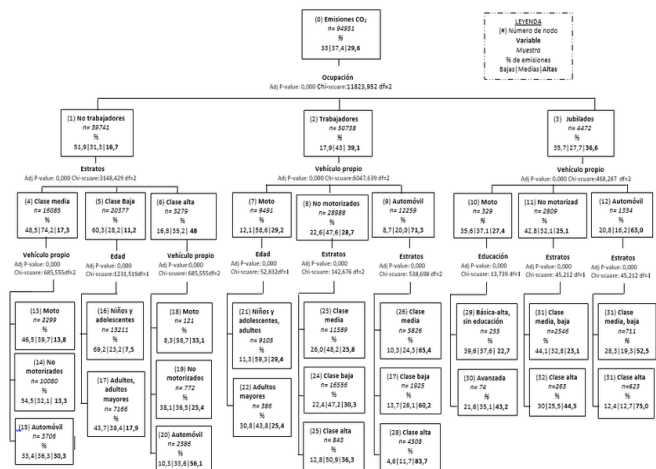 (0) Emisiones CO₂
n= 94951
%
33|37,4|29,6
LEYENDA
(#) Número de nodo
Variable
Muestra
% de emisiones
Bajas|Medias|Altas
Ocupación
Adj P-value: 0,000 Chi-scuare:11823,952 df=2
(1) No trabajadores
n= 39741
%
51,9|31,3|16,7
(2) Trabajadores
n= 50738
%
17,9|43| 39,1
(3) Jubilados
n= 4472
%
35,7|27,7|36,6
Estratos
Adj P-value: 0,000 Chi-scuare:3148,429 df=2
Vehículo propio
Adj P-value: 0,000 Chi-scuare:6047,639 df=2
Vehículo propio
Adj P-value: 0,000 Chi-scuare:468,287 df=2
(4) Clase media
n= 16085
%
48,5|74,2|17,3
(5) Clase Baja
n= 20377
%
60,5|28,2|11,2
(6) Clase alta
n= 3279
%
16,8|35,2| 48
(7) Moto
n= 9491
%
12,1|58,6|29,2
(8) No motorizados
n= 28988
%
22,6|47,6|28,7
(9) Automóvil
n= 12259
%
8,7|20,0|71,3
(10) Moto
n= 329
%
35,6|37,1|27,4
(11) No motorizad
n= 2809
%
42,8|32,1|25,1
(12) Automóvil
n= 1334
%
20,8|16,2|63,0
Vehículo propio
Adj P-value: 0,000
Chi-scuare: 685,555df=2
Edad
Adj P-value: 0,000
Chi-scuare:1231,519df=1
Vehículo propio
Adj P-value: 0,000
Chi-scuare: 685,555df=2
Edad
Adj P-value: 0,000
Chi-scuare: 52,832df=1
Estratos
Adj P-value: 0,000
Chi-scuare: 142,676 df=2
Estratos
Adj P-value: 0,000
Chi-scuare: 538,698 df=2
Educación
Adj P-value: 0,000
Chi-scuare: 13,739 df=1
Estratos
Adj P-value: 0,000
Chi-scuare: 45,212 df=1
Estratos
Adj P-value: 0,000
Chi-scuare: 45,212 df=1
(13) Moto
n= 2299
%
46,5|39,7|13,8
(14) No
motorizados
n= 10080
%
54,5|32,1| 13,3
(15) Automóvil
n= 3706
%
33,4|36,3|30,3
(16) Niños y
adolescentes
n= 13211
%
69,2|23,2|7,5
(17) Adultos,
adultos
mayores
n= 7166
%
43,7|38,4|17,9
(18) Moto
n= 121
%
8,3|58,7|33,1
(19) No
motorizados
n= 772
%
38,1|36,5|25,4
(20) Automóvil
n= 2386
%
10,3|33,6|56,1
(21) Niños y
adolescentes,
adultos
n= 9105
%
11,3|59,3|29,4
(22) Adultos
mayores
n= 386
%
30,8|43,8|25,4
(23) Clase
media
n= 11589
%
26,0|48,2|25,8
(24) Clase baja
n= 16556
%
22,4|47,2|30,3
(25) Clase alta
n= 843
%
12,8|50,9|36,3
(26) Clase
media
n= 5826
%
10,3|24,3|65,4
(27) Clase baja
n= 1925
%
13,7|26,1|60,2
(28) Clase alta
n= 4508
%
4,6|11,7|83,7
(29) Básica-alta,
sin educación
n= 255
%
39,6|37,6| 22,7
(30) Avanzada
n= 74
%
21,6|35,1|43,2
(31) Clase
media, baja
n=2546
%
44,1|32,8|23,1
(32) Clase alta
n=263
%
30|25,5|44,5
(31) Clase
media, baja
n=711
%
28,3|19,3|52,5
(31) Clase alta
n=623
%
12,4|12,7|75,0